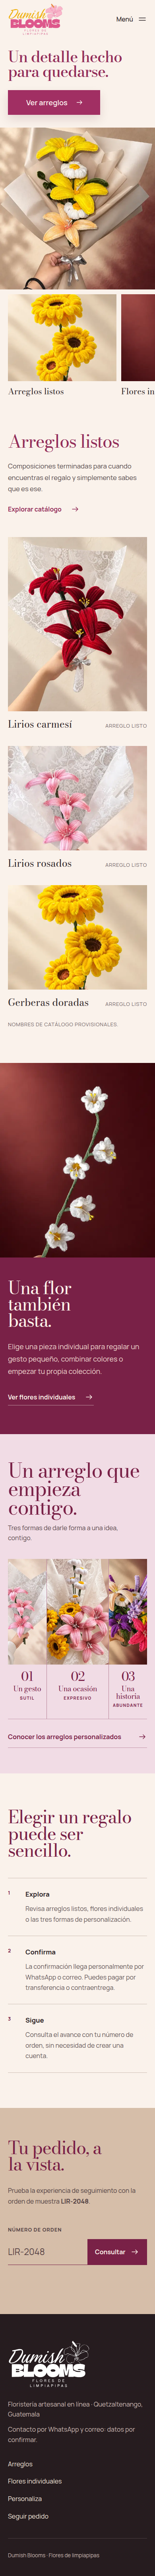 Dumish
BLOOMS
FLORES DE
LIMPIAPIPAS
Menú
Un detalle hecho
para quedarse.
Ver arreglos →
Arreglos listos
Flores in
Arreglos listos
Composiciones terminadas para cuando
encuentras el regalo y simplemente sabes
que es ese.
Explorar catálogo →
Lirios carmesí
ARREGLO LISTO
Lirios rosados
ARREGLO LISTO
Gerberas doradas
ARREGLO LISTO
NOMBRES DE CATÁLOGO PROVISIONALES.
Una flor
también
basta.
Elige una pieza individual para regalar un
gesto pequeño, combinar colores o
empezar tu propia colección.
Ver flores individuales →
Un arreglo que
empieza
contigo.
Tres formas de darle forma a una idea,
contigo.
01
Un gesto
SUTIL
02
Una ocasión
EXPRESIVO
03
Una
historia
ABUNDANTE
Conocer los arreglos personalizados →
Elegir un regalo
puede ser
sencillo.
1
Explora
Revisa arreglos listos, flores individuales
o las tres formas de personalización.
2
Confirma
La confirmación llega personalmente por
WhatsApp o correo. Puedes pagar por
transferencia o contraentrega.
3
Sigue
Consulta el avance con tu número de
orden, sin necesidad de crear una
cuenta.
Tu pedido, a
la vista.
Prueba la experiencia de seguimiento con la
orden de muestra LIR-2048.
NÚMERO DE ORDEN
LIR-2048
Consultar →
Dumish
BLOOMS
FLORES DE
LIMPIAPIPAS
Floristería artesanal en línea · Quetzaltenango,
Guatemala
Contacto por WhatsApp y correo: datos por
confirmar.
Arreglos
Flores individuales
Personaliza
Seguir pedido
Dumish Blooms · Flores de limpiapipas